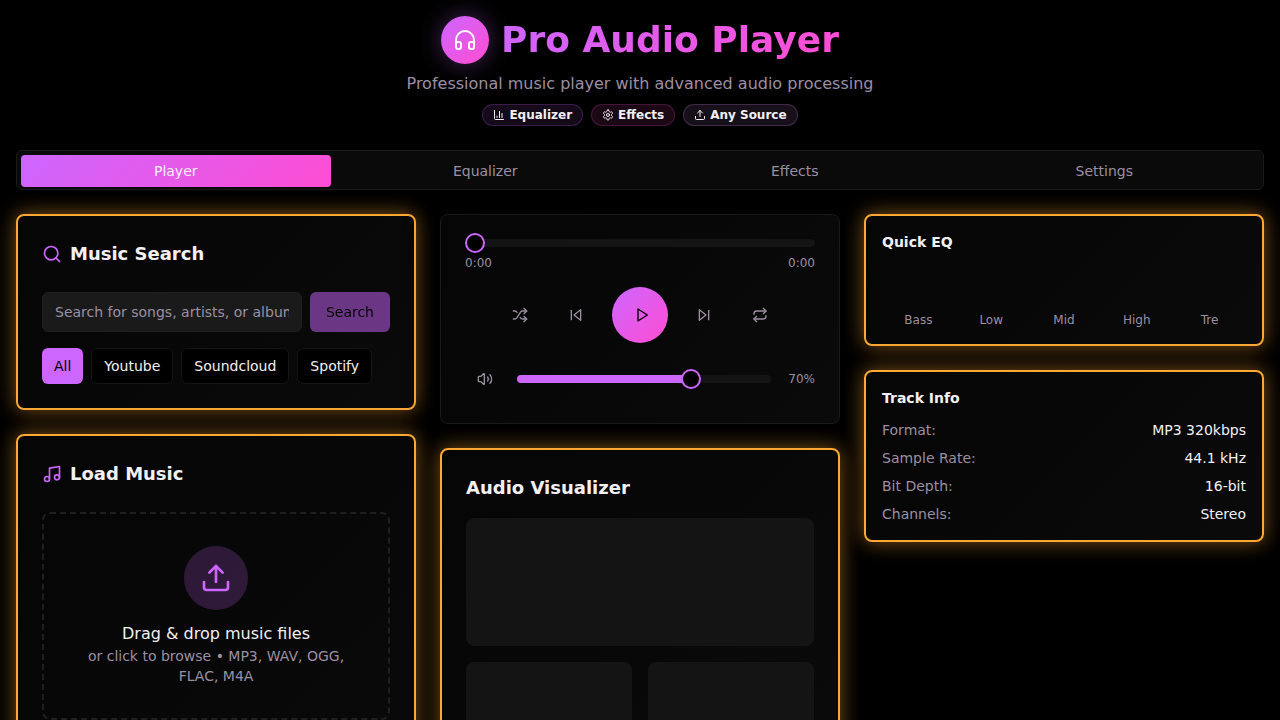 Pro Audio Player
Professional music player with advanced audio processing
Equalizer
Effects
Any Source
Player
Equalizer
Effects
Settings
Music Search
Search for songs, artists, or album
Search
All
Youtube
Soundcloud
Spotify
Load Music
Drag & drop music files
or click to browse • MP3, WAV, OGG,
FLAC, M4A
0:00
0:00
70%
Audio Visualizer
Quick EQ
Bass
Low
Mid
High
Tre
Track Info
Format: MP3 320kbps
Sample Rate: 44.1 kHz
Bit Depth: 16-bit
Channels: Stereo